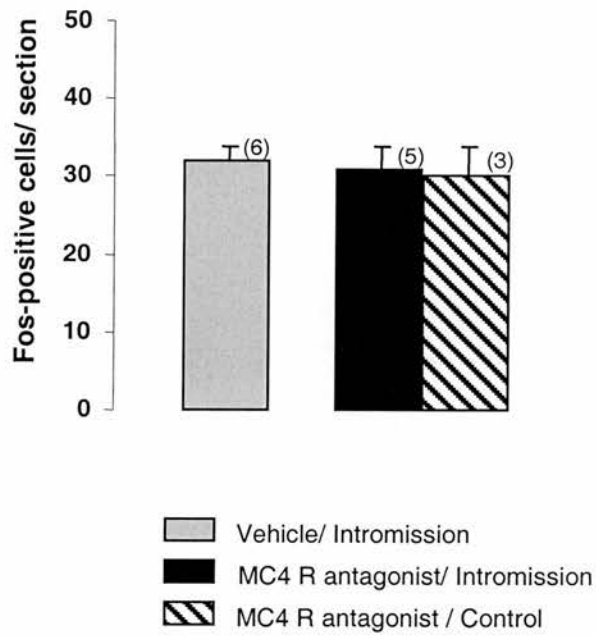 Fos-positive cells/ section
50
40
30
20
10
0
(6)
(5)
(3)
Vehicle/ Intromission
MC4 R antagonist/ Intromission
MC4 R antagonist / Control